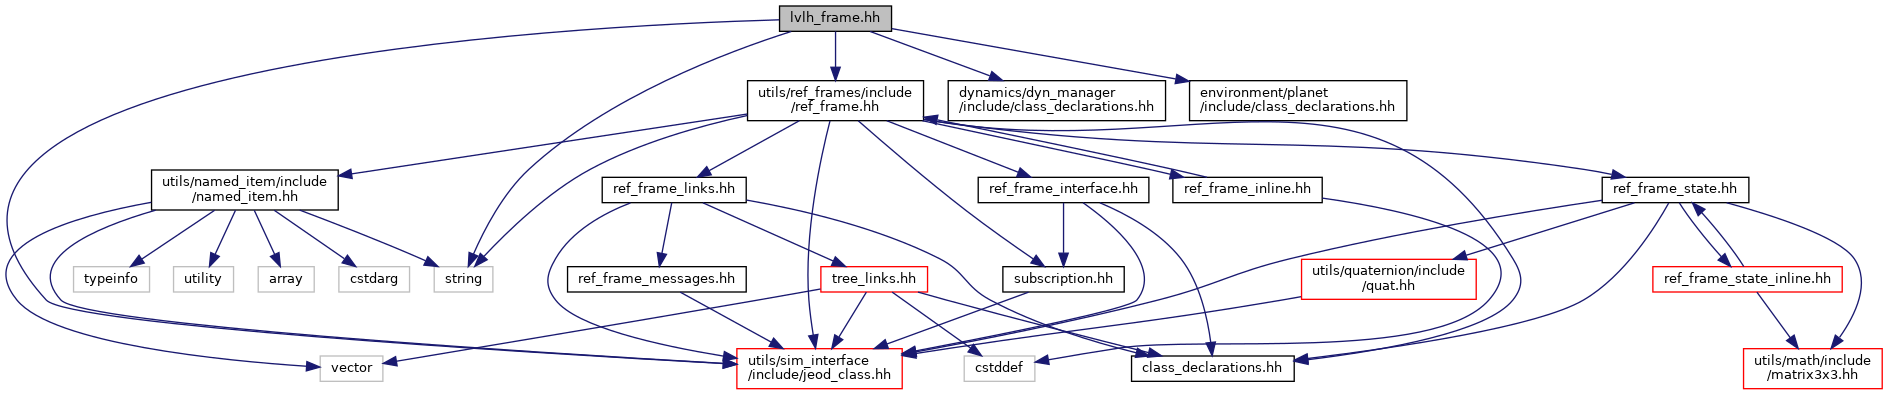 lvlh_frame.hh
utils/ref_frames/include
/ref_frame.hh
dynamics/dyn_manager
/include/class_declarations.hh
environment/planet
/include/class_declarations.hh
utils/named_item/include
/named_item.hh
ref_frame_links.hh
ref_frame_interface.hh
ref_frame_inline.hh
ref_frame_state.hh
typeinfo
utility
array
cstdarg
string
ref_frame_messages.hh
tree_links.hh
subscription.hh
utils/quaternion/include
/quat.hh
ref_frame_state_inline.hh
vector
utils/sim_interface
/include/jeod_class.hh
cstddef
class_declarations.hh
utils/math/include
/matrix3x3.hh